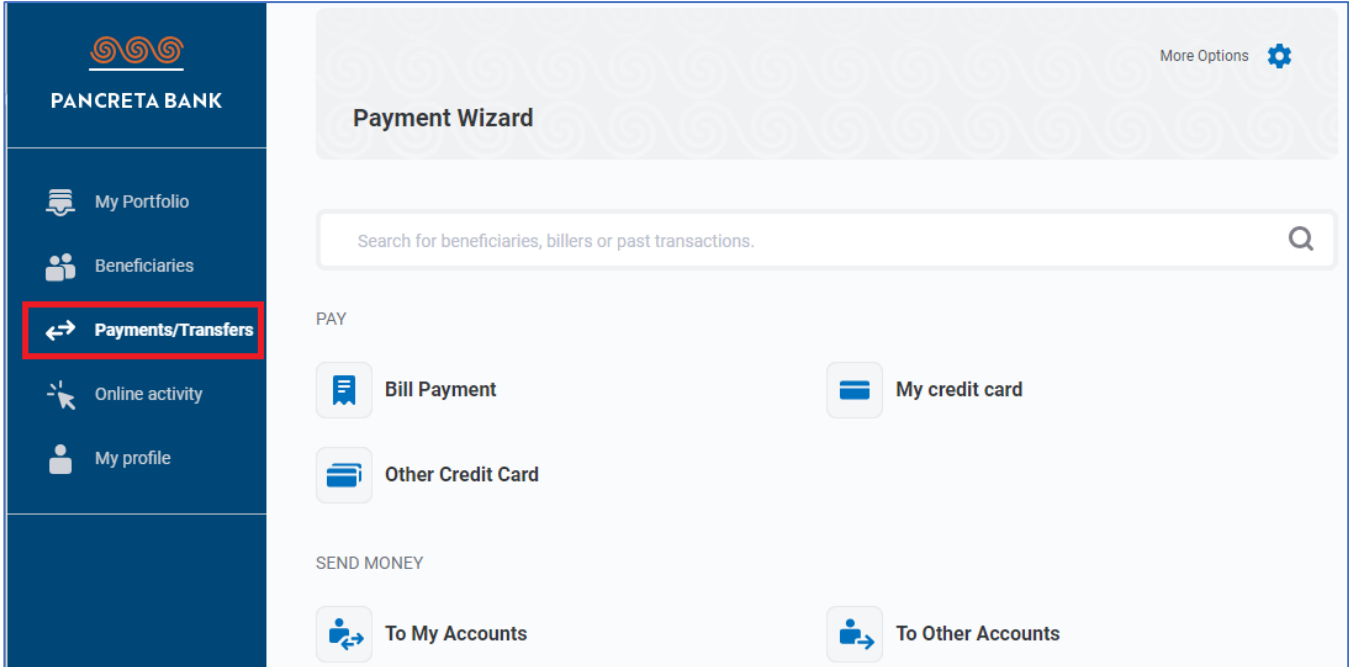 PANCRETA BANK
My Portfolio
Beneficiaries
Payments/Transfers
Online activity
My profile
More Options
Payment Wizard
Search for beneficiaries, billers or past transactions.
PAY
Bill Payment
My credit card
Other Credit Card
SEND MONEY
To My Accounts
To Other Accounts